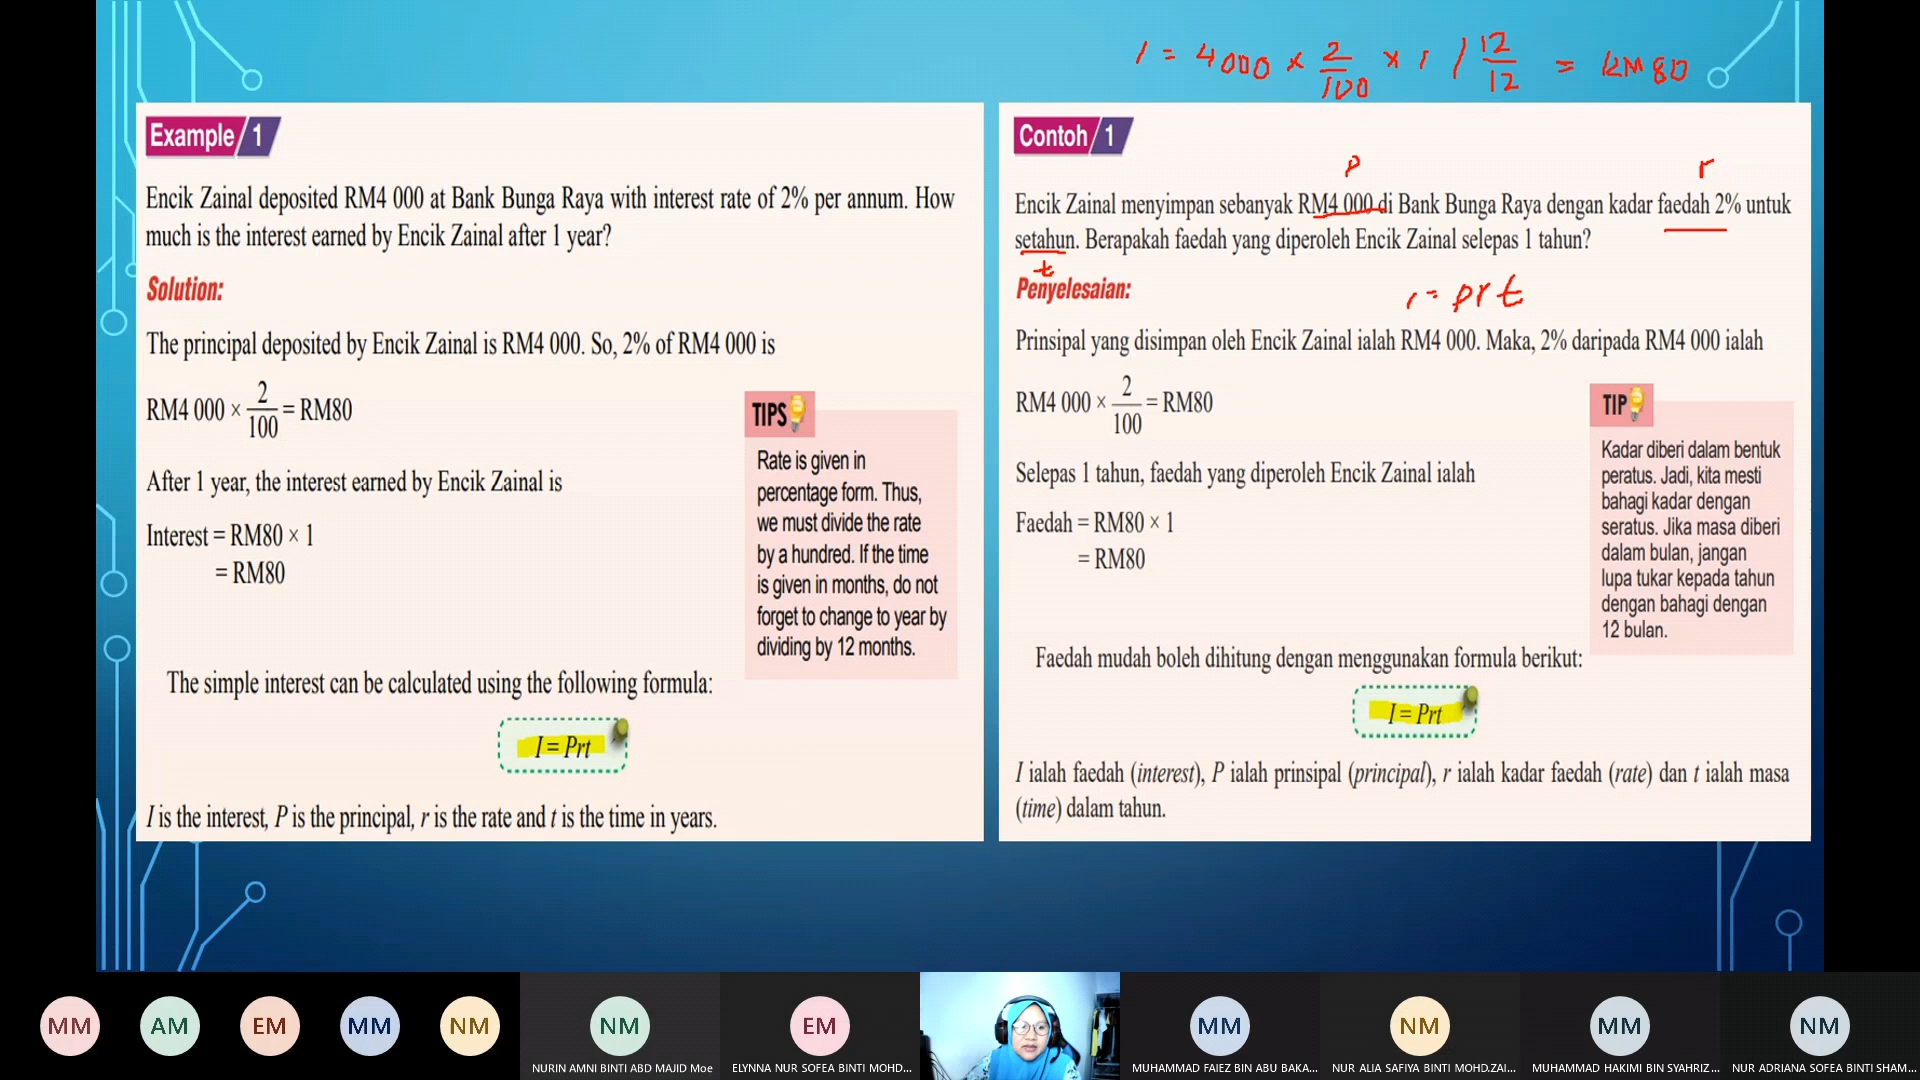 I = 4000 × 2/100 × 1 / 12/12 = RM80
Example 1
Encik Zainal deposited RM4 000 at Bank Bunga Raya with interest rate of 2% per annum. How
much is the interest earned by Encik Zainal after 1 year?
Solution:
The principal deposited by Encik Zainal is RM4 000. So, 2% of RM4 000 is
RM4 000 × 2/100 = RM80
After 1 year, the interest earned by Encik Zainal is
Interest = RM80 × 1
= RM80
TIPS
Rate is given in
percentage form. Thus,
we must divide the rate
by a hundred. If the time
is given in months, do not
forget to change to year by
dividing by 12 months.
The simple interest can be calculated using the following formula:
I = Prt
I is the interest, P is the principal, r is the rate and t is the time in years.
Contoh 1
P
r
Encik Zainal menyimpan sebanyak RM4 000 di Bank Bunga Raya dengan kadar faedah 2% untuk
setahun. Berapakah faedah yang diperoleh Encik Zainal selepas 1 tahun?
t
Penyelesaian:
I = prt
Prinsipal yang disimpan oleh Encik Zainal ialah RM4 000. Maka, 2% daripada RM4 000 ialah
RM4 000 × 2/100 = RM80
Selepas 1 tahun, faedah yang diperoleh Encik Zainal ialah
Faedah = RM80 × 1
= RM80
TIP
Kadar diberi dalam bentuk
peratus. Jadi, kita mesti
bahagi kadar dengan
seratus. Jika masa diberi
dalam bulan, jangan
lupa tukar kepada tahun
dengan bahagi dengan
12 bulan.
Faedah mudah boleh dihitung dengan menggunakan formula berikut:
I = Prt
I ialah faedah (interest), P ialah prinsipal (principal), r ialah kadar faedah (rate) dan t ialah masa
(time) dalam tahun.
MM
AM
EM
MM
NM
NM
NURIN AMNI BINTI ABD MAJID Moe
EM
ELYNNA NUR SOFEA BINTI MOHD...
MM
MUHAMMAD FAIEZ BIN ABU BAKA...
NM
NUR ALIA SAFIYA BINTI MOHD.ZAI...
MM
MUHAMMAD HAKIMI BIN SYAHRIZ...
NM
NUR ADRIANA SOFEA BINTI SHAM...